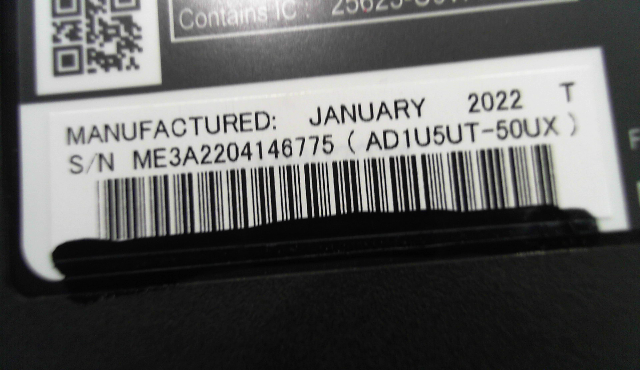 Contains IC :
MANUFACTURED: JANUARY 2022 T
S/N ME3A2204146775 ( AD1U5UT-50UX )